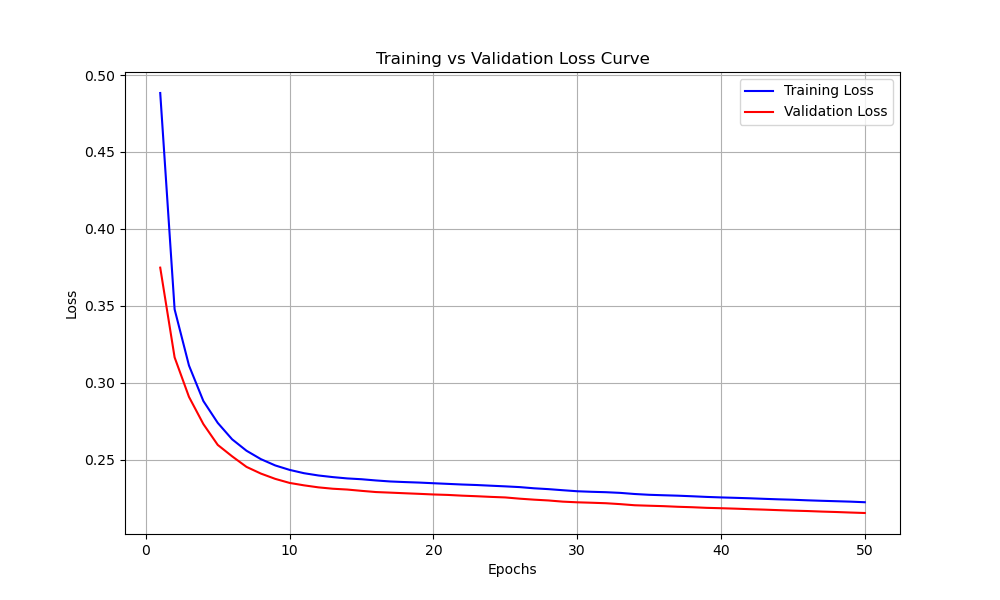 Training vs Validation Loss Curve
Training Loss
Validation Loss
0.50
0.45
0.40
0.35
0.30
0.25
Loss
0 10 20 30 40 50
Epochs